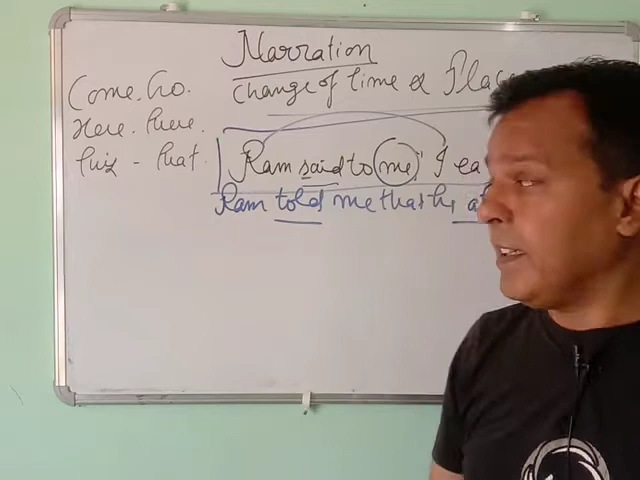 Narration
Change of Time & Place
Come. Go.
Here. There.
This - That
Ram said to me," I ea
Ram told me that he a